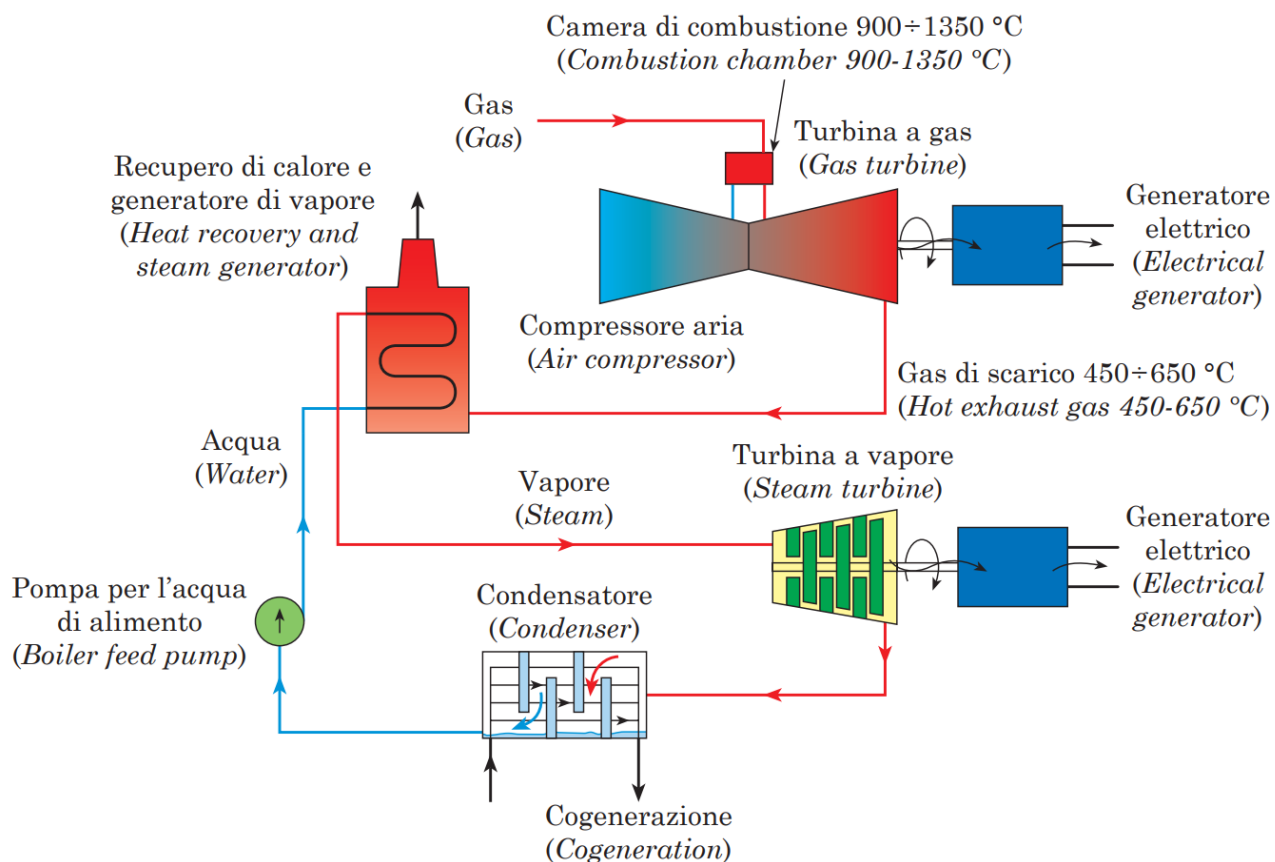 Camera di combustione 900÷1350 °C
(Combustion chamber 900-1350 °C)
Gas
(Gas)
Turbina a gas
(Gas turbine)
Recupero di calore e
generatore di vapore
(Heat recovery and
steam generator)
Generatore
elettrico
(Electrical
generator)
Compressore aria
(Air compressor)
Gas di scarico 450÷650 °C
(Hot exhaust gas 450-650 °C)
Acqua
(Water)
Turbina a vapore
(Steam turbine)
Vapore
(Steam)
Generatore
elettrico
(Electrical
generator)
Pompa per l'acqua
di alimento
(Boiler feed pump)
Condensatore
(Condenser)
Cogenerazione
(Cogeneration)